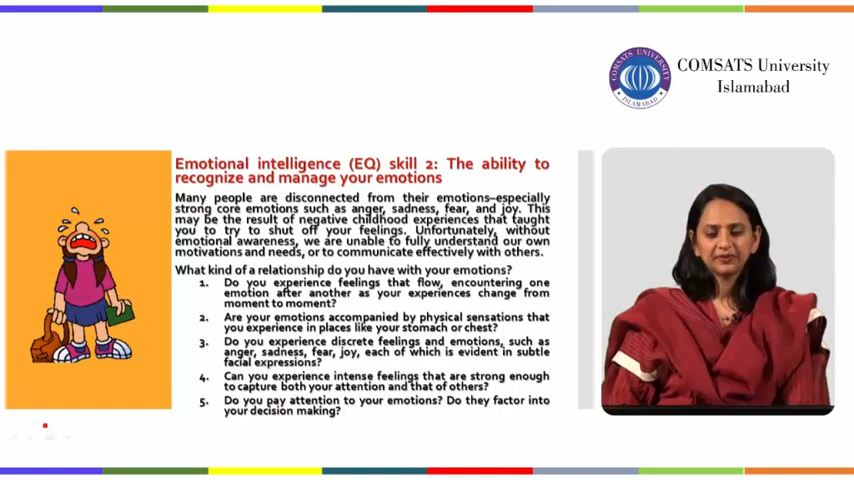 COMSATS UNIVERSITY
ISLAMABAD
COMSATS University
Islamabad
Emotional intelligence (EQ) skill 2: The ability to
recognize and manage your emotions
Many people are disconnected from their emotions–especially
strong core emotions such as anger, sadness, fear, and joy. This
may be the result of negative childhood experiences that taught
you to try to shut off your feelings. Unfortunately, without
emotional awareness, we are unable to fully understand our own
motivations and needs, or to communicate effectively with others.
What kind of a relationship do you have with your emotions?
1. Do you experience feelings that flow, encountering one
emotion after another as your experiences change from
moment to moment?
2. Are your emotions accompanied by physical sensations that
you experience in places like your stomach or chest?
3. Do you experience discrete feelings and emotions, such as
anger, sadness, fear, joy, each of which is evident in subtle
facial expressions?
4. Can you experience intense feelings that are strong enough
to capture both your attention and that of others?
5. Do you pay attention to your emotions? Do they factor into
your decision making?